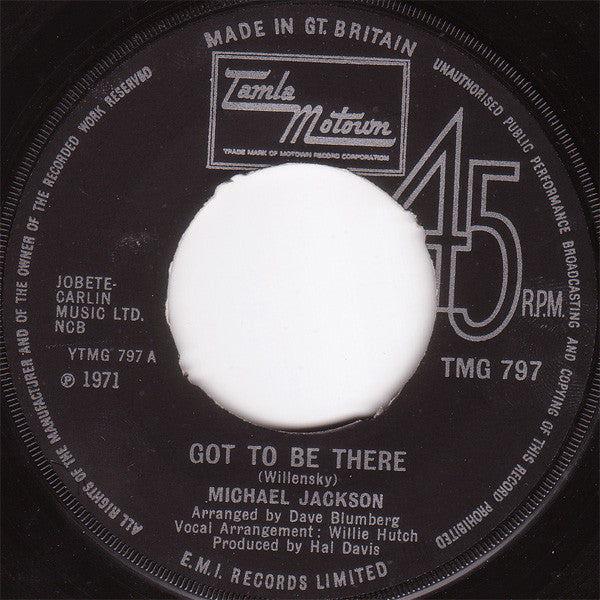 MADE IN GT. BRITAIN
UNAUTHORISED PUBLIC PERFORMANCE BROADCASTING AND COPYING OF THIS RECORD PROHIBITED
ALL RIGHTS OF THE MANUFACTURER AND OF THE OWNER OF THE RECORDED WORK RESERVED
Tamla
Motown
TRADE MARK OF MOTOWN RECORD CORPORATION
45
R.P.M.
JOBETE-
CARLIN
MUSIC LTD.
NCB
YTMG 797 A
℗ 1971
TMG 797
GOT TO BE THERE
(Willensky)
MICHAEL JACKSON
Arranged by Dave Blumberg
Vocal Arrangement: Willie Hutch
Produced by Hal Davis
E.M.I. RECORDS LIMITED